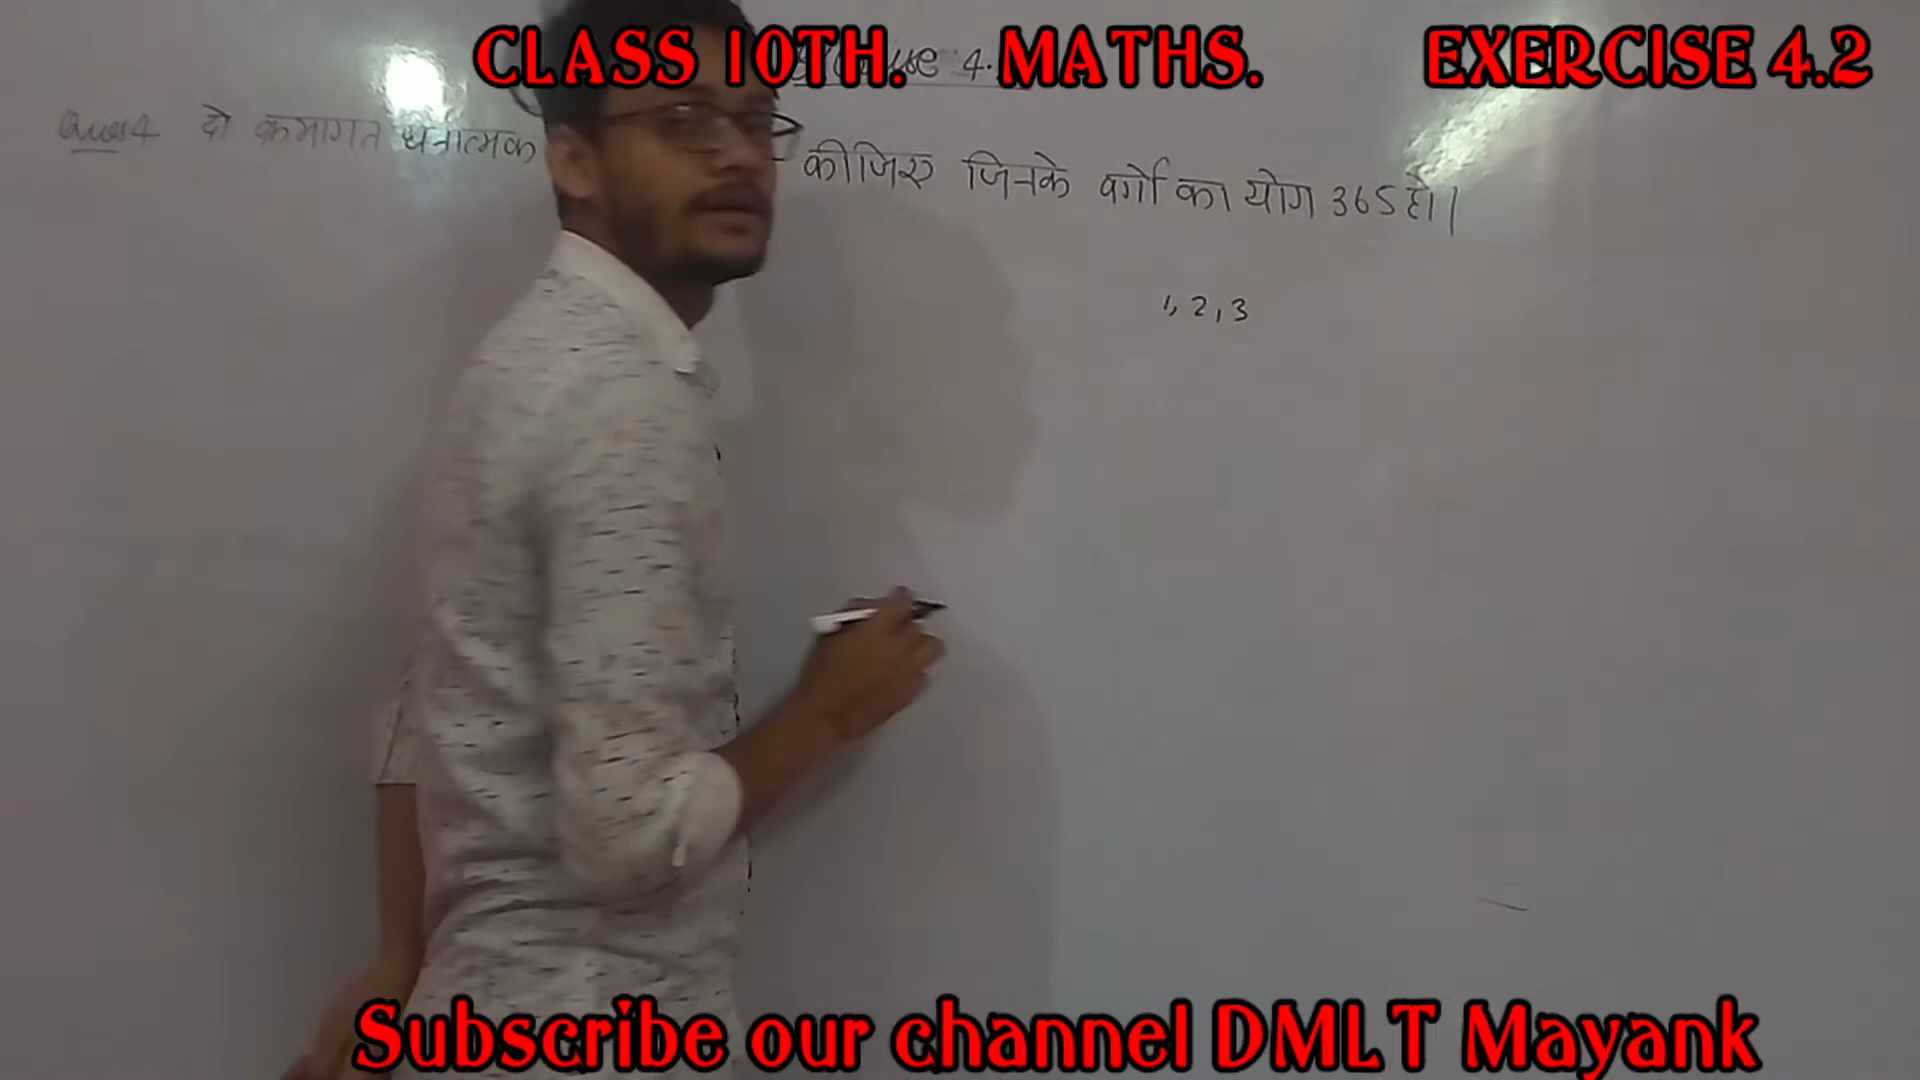 CLASS 10TH. MATHS. EXERCISE 4.2
4.
Ques4 दो क्रमागत धनात्मक कीजिए जिनके वर्गों का योग 365 हो।
1, 2, 3
Subscribe our channel DMLT Mayank